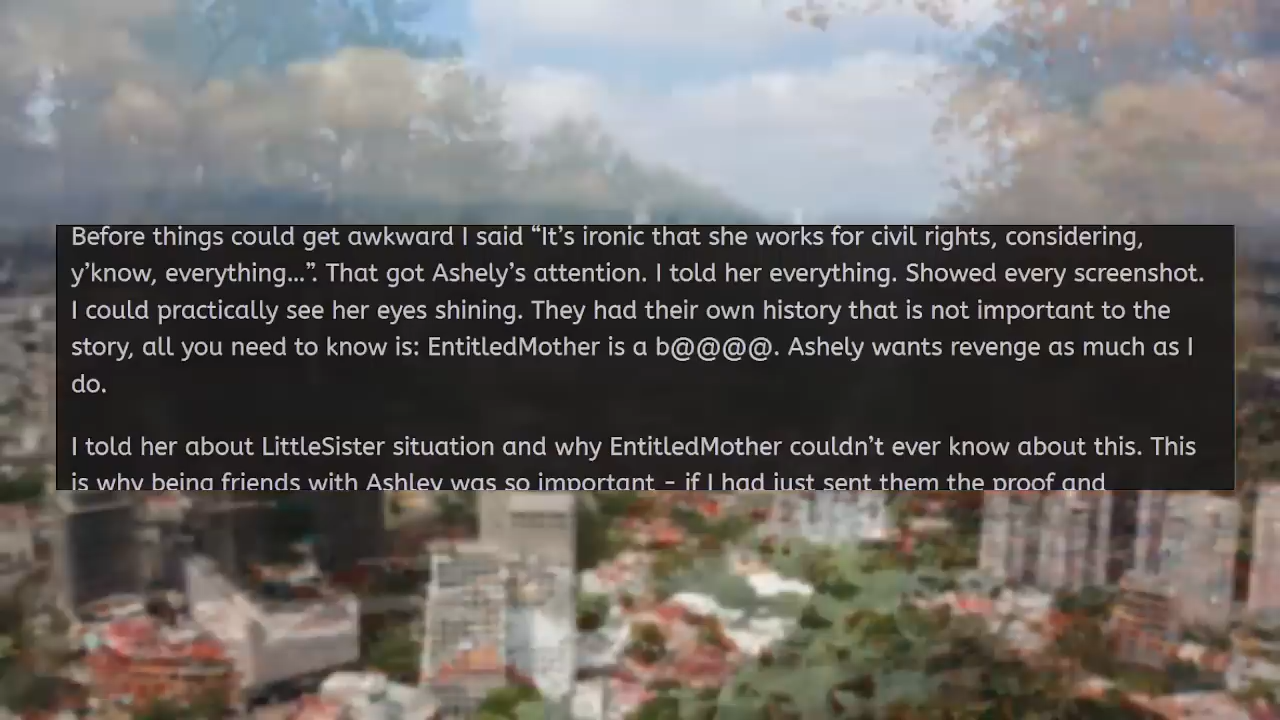 Before things could get awkward I said “It’s ironic that she works for civil rights, considering,
y’know, everything…”. That got Ashely’s attention. I told her everything. Showed every screenshot.
I could practically see her eyes shining. They had their own history that is not important to the
story, all you need to know is: EntitledMother is a b@@@@. Ashely wants revenge as much as I
do.
I told her about LittleSister situation and why EntitledMother couldn’t ever know about this. This
is why being friends with Ashley was so important – if I had just sent them the proof and